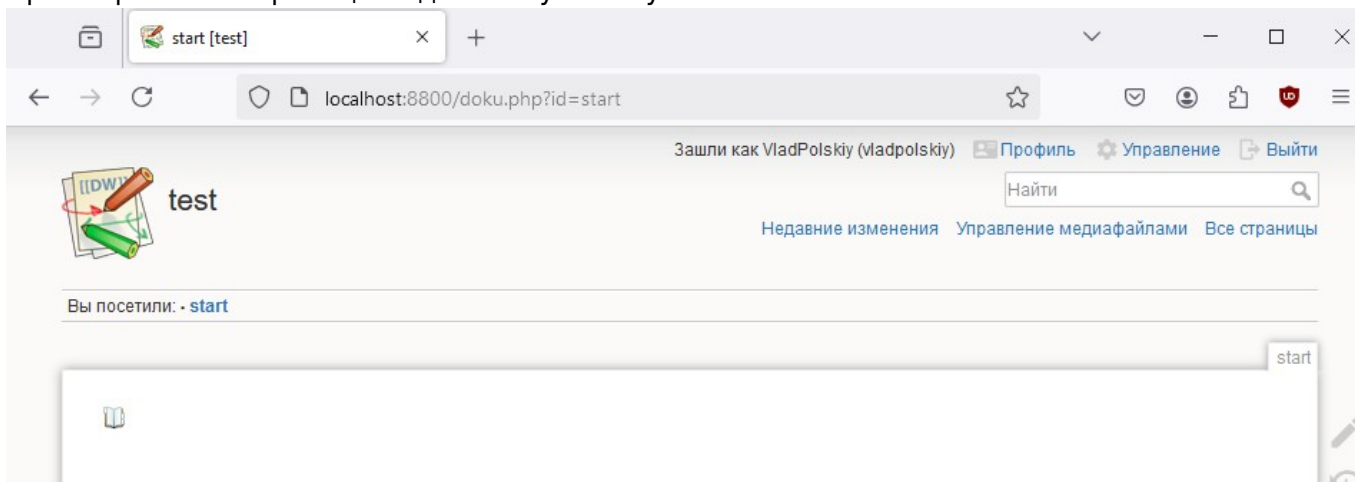 start [test]
localhost:8800/doku.php?id=start
Зашли как VladPolskiy (vladpolskiy) Профиль Управление Выйти
[[DW]]
test
Найти
Недавние изменения Управление медиафайлами Все страницы
Вы посетили: • start
start